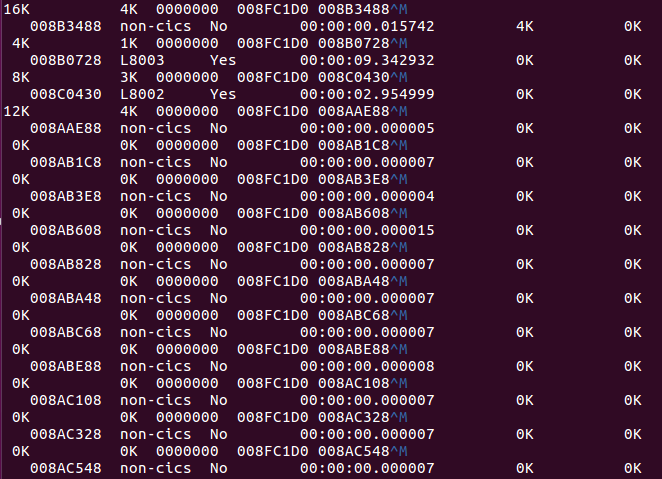 16K          4K  0000000  008FC1D0 008B3488^M
   008B3488  non-cics  No        00:00:00.015742         4K          0K
 4K          1K  0000000  008FC1D0 008B0728^M
   008B0728  L8003     Yes       00:00:09.342932         0K          0K
 8K          3K  0000000  008FC1D0 008C0430^M
   008C0430  L8002     Yes       00:00:02.954999         0K          0K
12K          4K  0000000  008FC1D0 008AAE88^M
   008AAE88  non-cics  No        00:00:00.000005         0K          0K
 0K          0K  0000000  008FC1D0 008AB1C8^M
   008AB1C8  non-cics  No        00:00:00.000007         0K          0K
 0K          0K  0000000  008FC1D0 008AB3E8^M
   008AB3E8  non-cics  No        00:00:00.000004         0K          0K
 0K          0K  0000000  008FC1D0 008AB608^M
   008AB608  non-cics  No        00:00:00.000015         0K          0K
 0K          0K  0000000  008FC1D0 008AB828^M
   008AB828  non-cics  No        00:00:00.000007         0K          0K
 0K          0K  0000000  008FC1D0 008ABA48^M
   008ABA48  non-cics  No        00:00:00.000007         0K          0K
 0K          0K  0000000  008FC1D0 008ABC68^M
   008ABC68  non-cics  No        00:00:00.000007         0K          0K
 0K          0K  0000000  008FC1D0 008ABE88^M
   008ABE88  non-cics  No        00:00:00.000008         0K          0K
 0K          0K  0000000  008FC1D0 008AC108^M
   008AC108  non-cics  No        00:00:00.000007         0K          0K
 0K          0K  0000000  008FC1D0 008AC328^M
   008AC328  non-cics  No        00:00:00.000007         0K          0K
 0K          0K  0000000  008FC1D0 008AC548^M
   008AC548  non-cics  No        00:00:00.000007         0K          0K